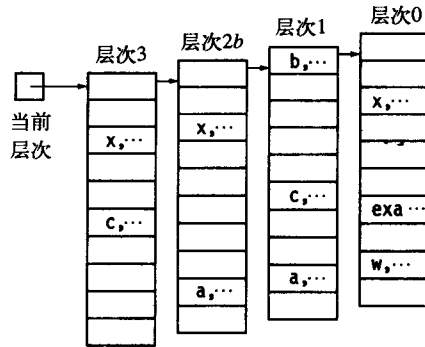 层次3
层次2b
层次1
层次0
当前
层次
x,…
c,…
x,…
a,…
b,…
c,…
a,…
x,…
exa…
w,…